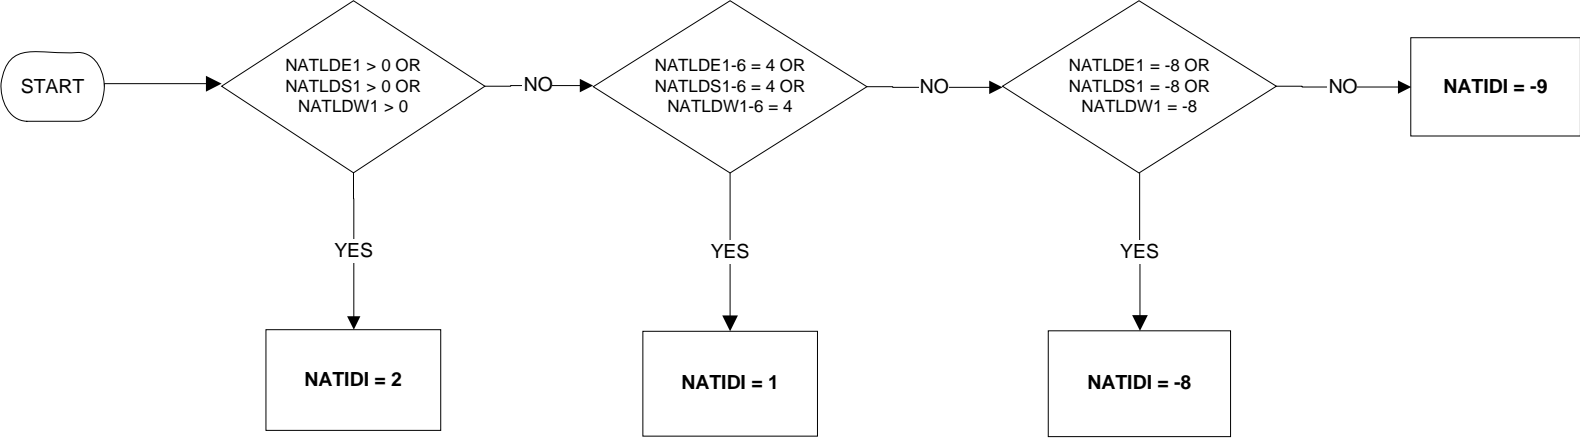 START
NATLDE1 > 0 OR
NATLDS1 > 0 OR
NATLDW1 > 0
NO
NATLDE1-6 = 4 OR
NATLDS1-6 = 4 OR
NATLDW1-6 = 4
NO
NATLDE1 = -8 OR
NATLDS1 = -8 OR
NATLDW1 = -8
NO
NATIDI = -9
YES
YES
YES
NATIDI = 2
NATIDI = 1
NATIDI = -8